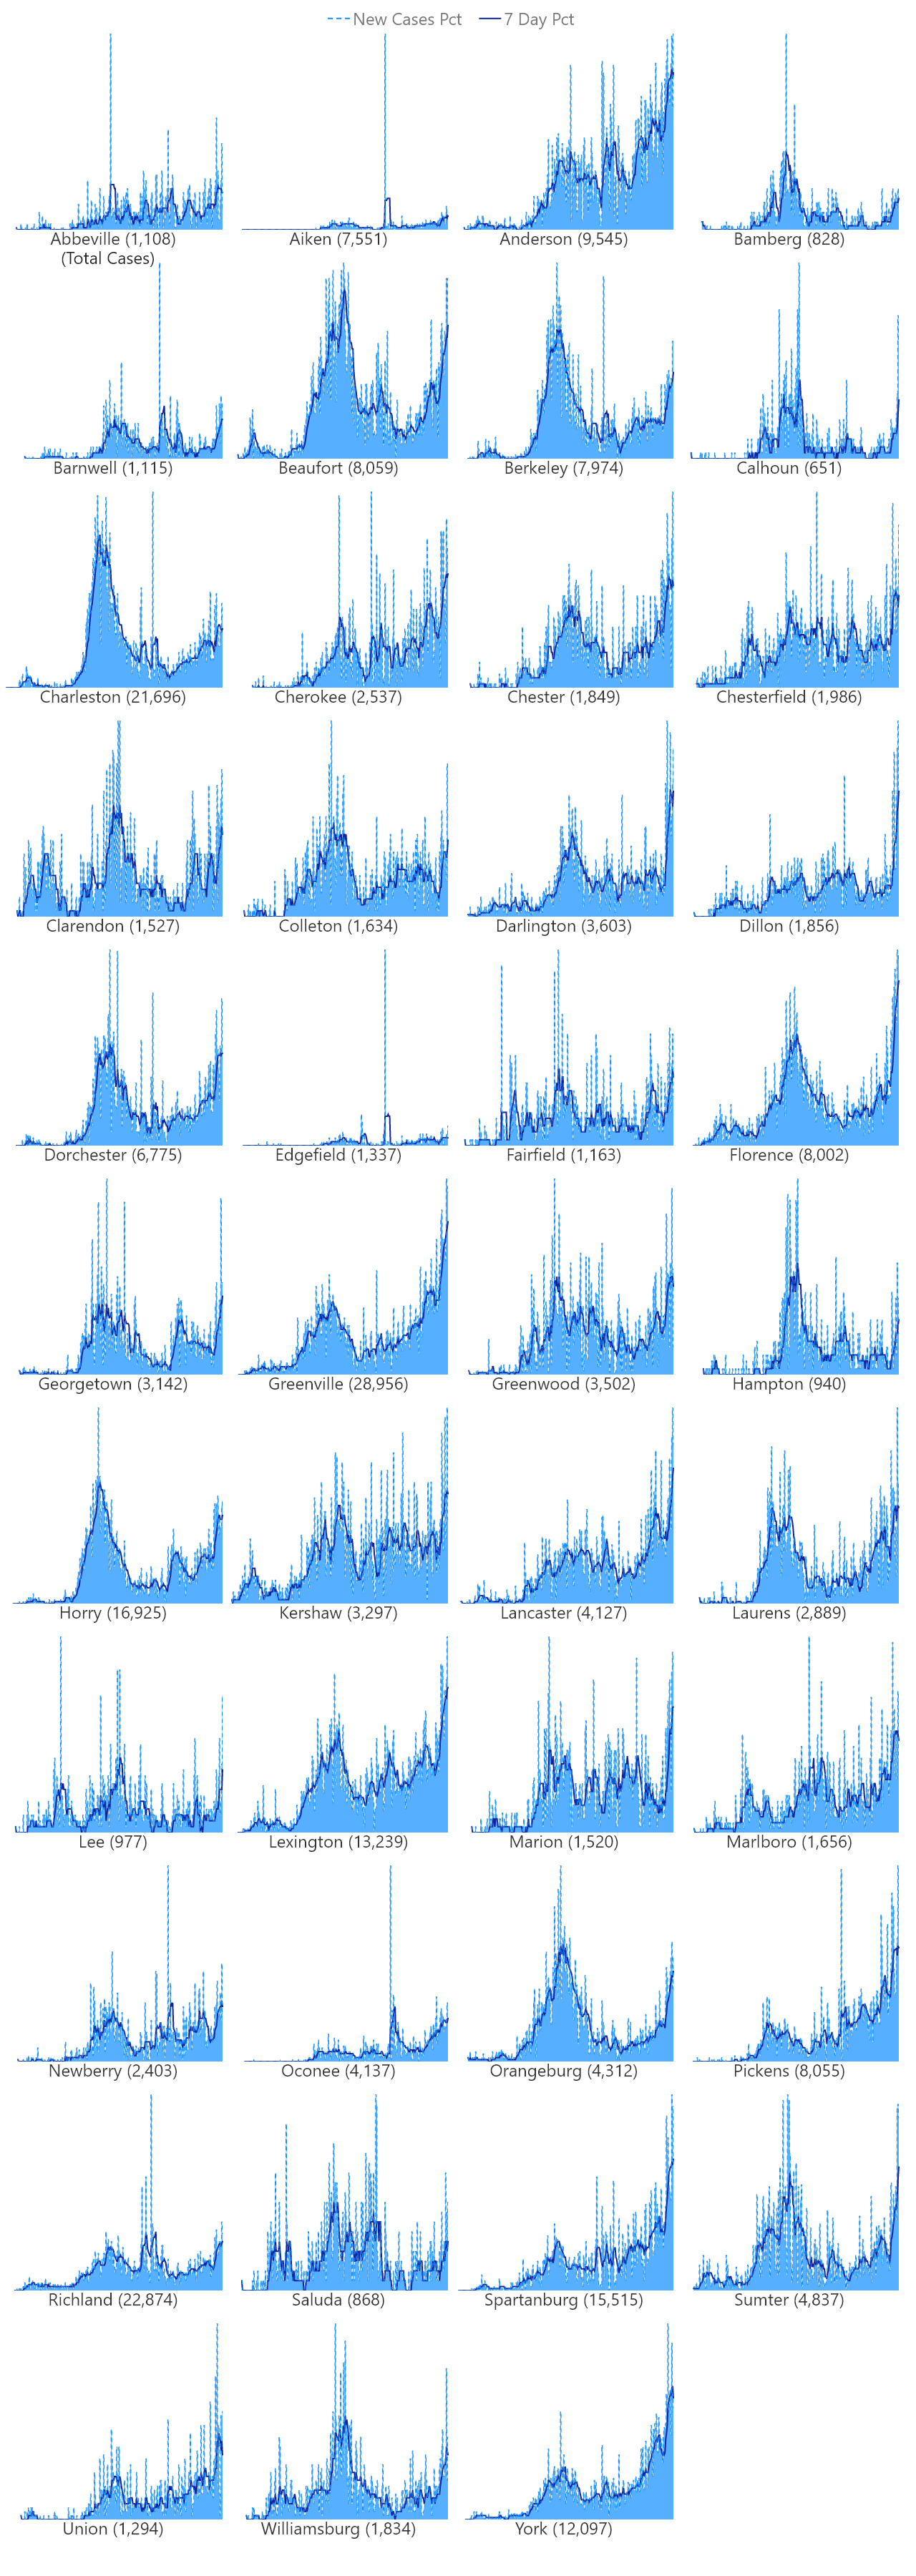 New Cases Pct 7 Day Pct
Abbeville (1,108) Aiken (7,551) Anderson (9,545) Bamberg (828)
(Total Cases)
Barnwell (1,115) Beaufort (8,059) Berkeley (7,974) Calhoun (651)
Charleston (21,696) Cherokee (2,537) Chester (1,849) Chesterfield (1,986)
Clarendon (1,527) Colleton (1,634) Darlington (3,603) Dillon (1,856)
Dorchester (6,775) Edgefield (1,337) Fairfield (1,163) Florence (8,002)
Georgetown (3,142) Greenville (28,956) Greenwood (3,502) Hampton (940)
Horry (16,925) Kershaw (3,297) Lancaster (4,127) Laurens (2,889)
Lee (977) Lexington (13,239) Marion (1,520) Marlboro (1,656)
Newberry (2,403) Oconee (4,137) Orangeburg (4,312) Pickens (8,055)
Richland (22,874) Saluda (868) Spartanburg (15,515) Sumter (4,837)
Union (1,294) Williamsburg (1,834) York (12,097)